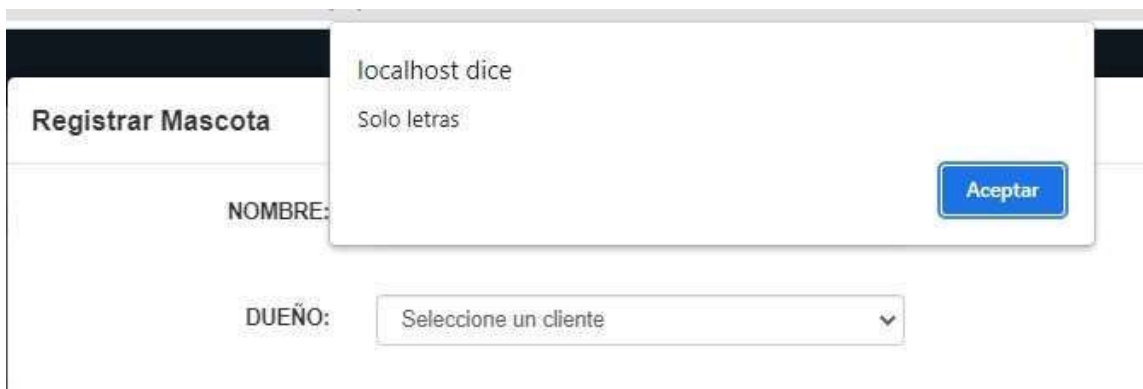 localhost dice
Solo letras
Aceptar
Registrar Mascota
NOMBRE:
DUEÑO:
Seleccione un cliente